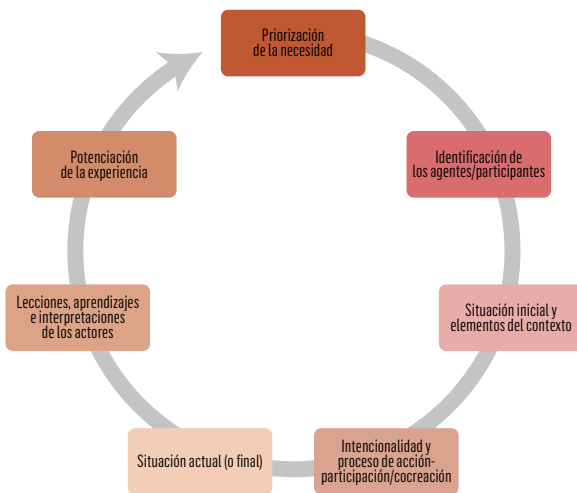 Priorización
de la necesidad
Identificación de
los agentes/participantes
Situación inicial y
elementos del contexto
Intencionalidad y
proceso de acción-
participación/cocreación
Situación actual (o final)
Lecciones, aprendizajes
e interpretaciones
de los actores
Potenciación
de la experiencia